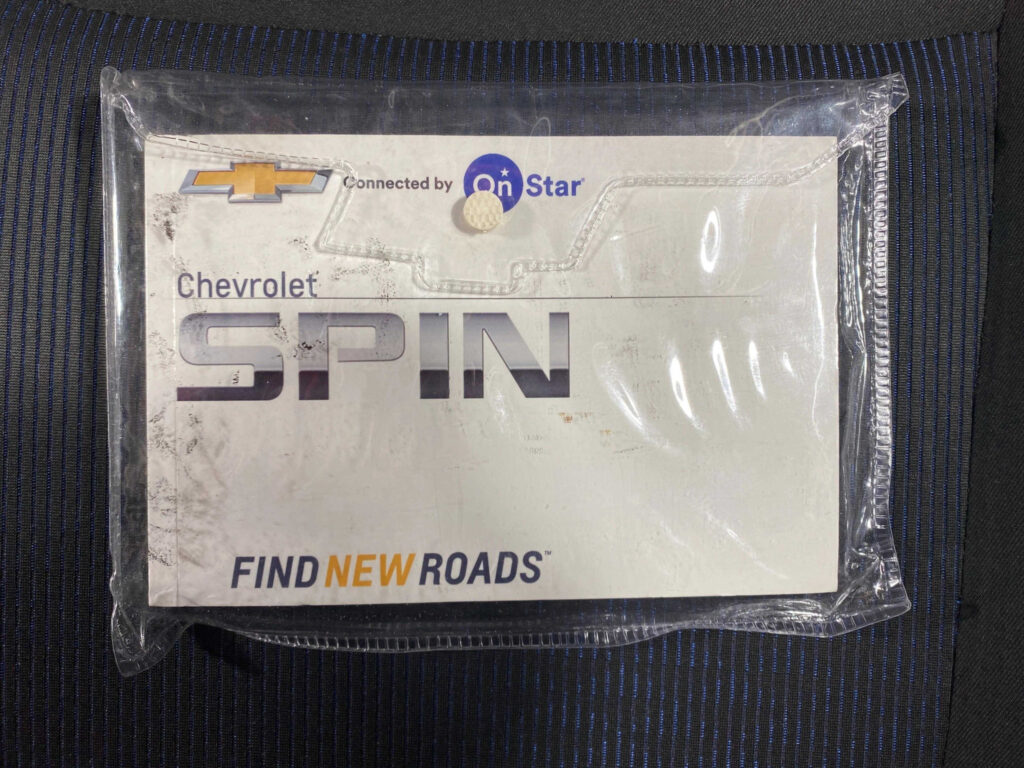 Connected by OnStar®
Chevrolet
SPIN
FIND NEW ROADS™